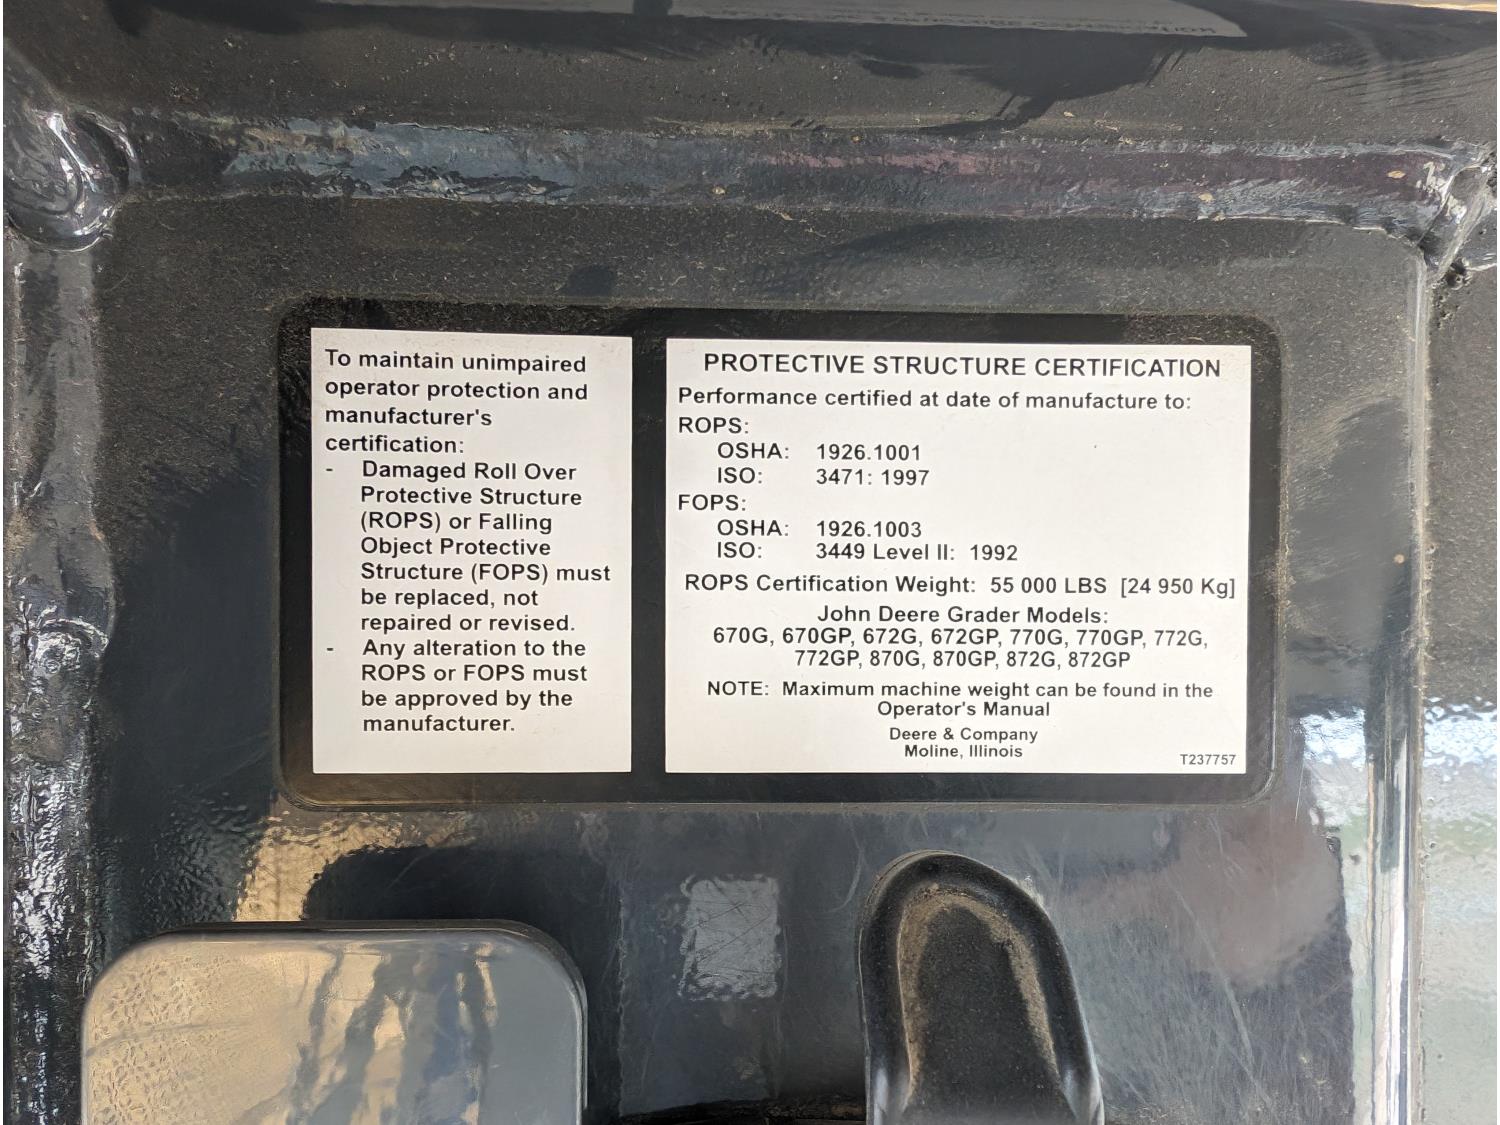 To maintain unimpaired
operator protection and
manufacturer's
certification:
- Damaged Roll Over
Protective Structure
(ROPS) or Falling
Object Protective
Structure (FOPS) must
be replaced, not
repaired or revised.
- Any alteration to the
ROPS or FOPS must
be approved by the
manufacturer.
PROTECTIVE STRUCTURE CERTIFICATION
Performance certified at date of manufacture to:
ROPS:
OSHA: 1926.1001
ISO: 3471: 1997
FOPS:
OSHA: 1926.1003
ISO: 3449 Level II: 1992
ROPS Certification Weight: 55 000 LBS [24 950 Kg]
John Deere Grader Models:
670G, 670GP, 672G, 672GP, 770G, 770GP, 772G,
772GP, 870G, 870GP, 872G, 872GP
NOTE: Maximum machine weight can be found in the
Operator's Manual
Deere & Company
Moline, Illinois
T237757